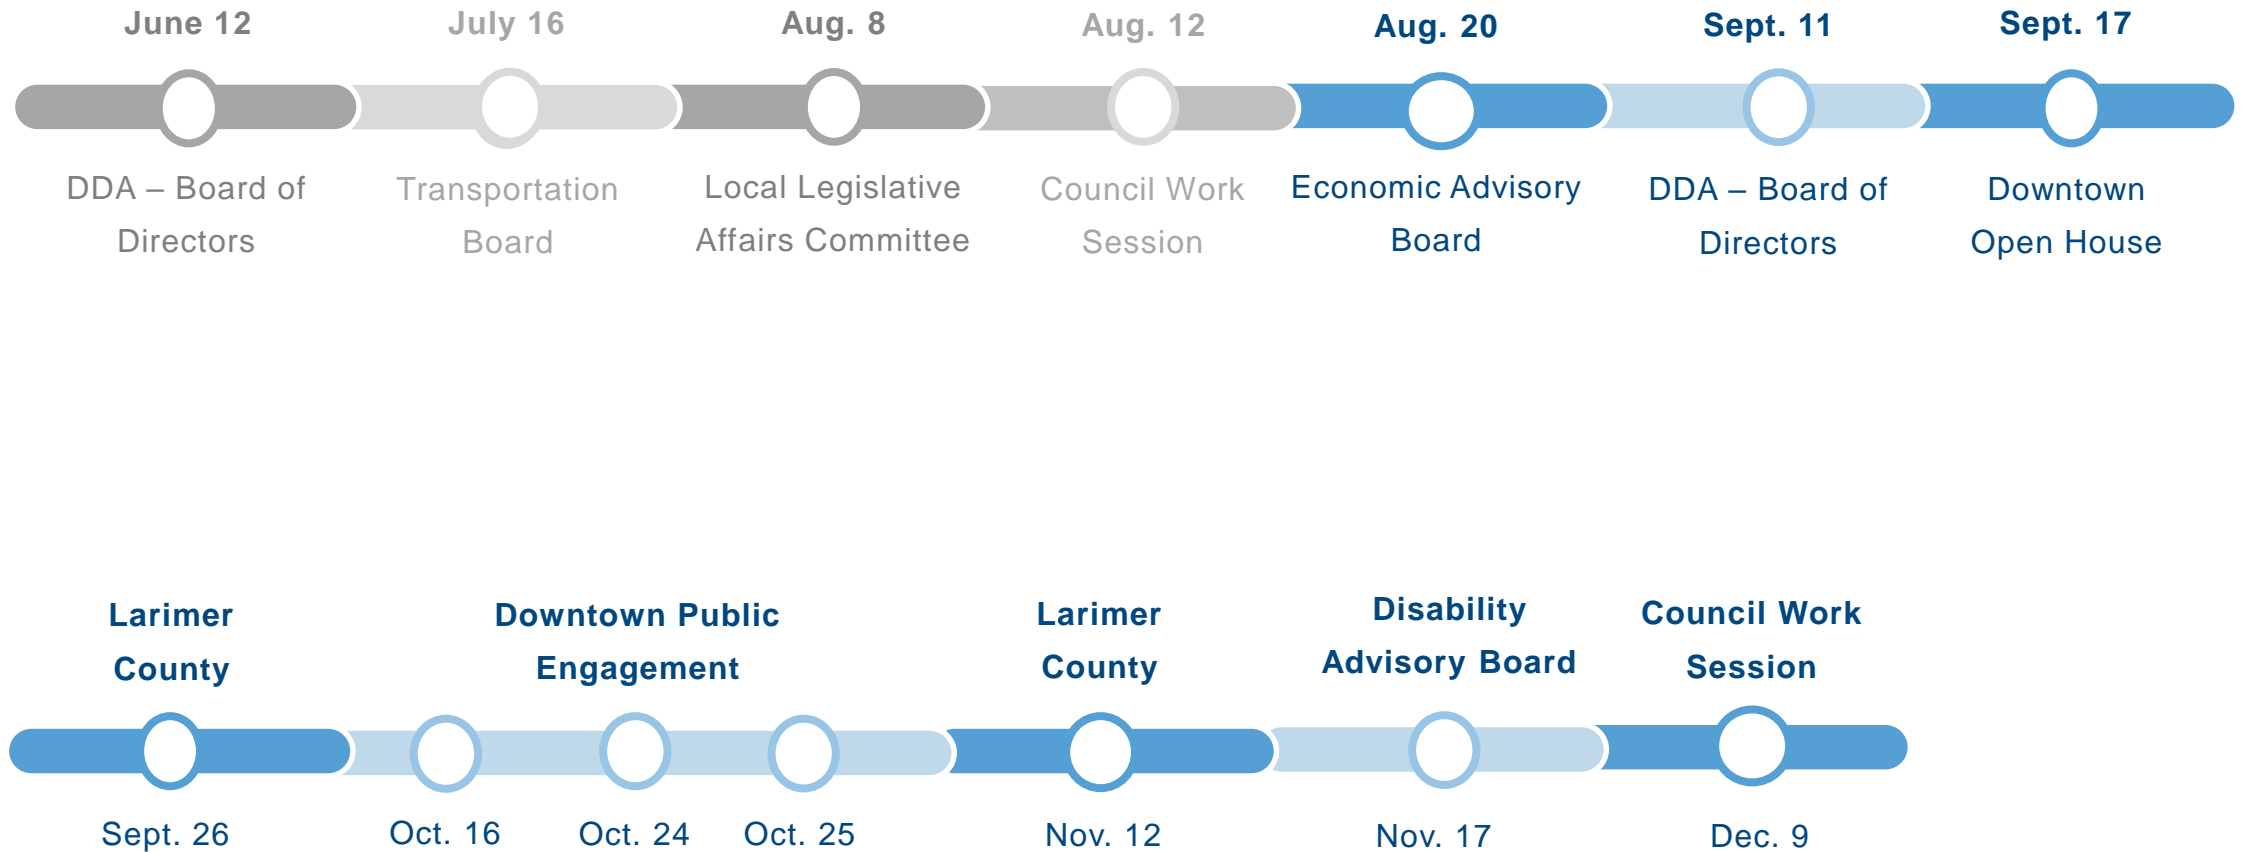 June 12
July 16
Aug. 8
Aug. 12
Aug. 20
Sept. 11
Sept. 17
DDA – Board of
Directors
Transportation
Board
Local Legislative
Affairs Committee
Council Work
Session
Economic Advisory
Board
DDA – Board of
Directors
Downtown
Open House
Larimer
County
Downtown Public
Engagement
Larimer
County
Disability
Advisory Board
Council Work
Session
Sept. 26
Oct. 16
Oct. 24
Oct. 25
Nov. 12
Nov. 17
Dec. 9